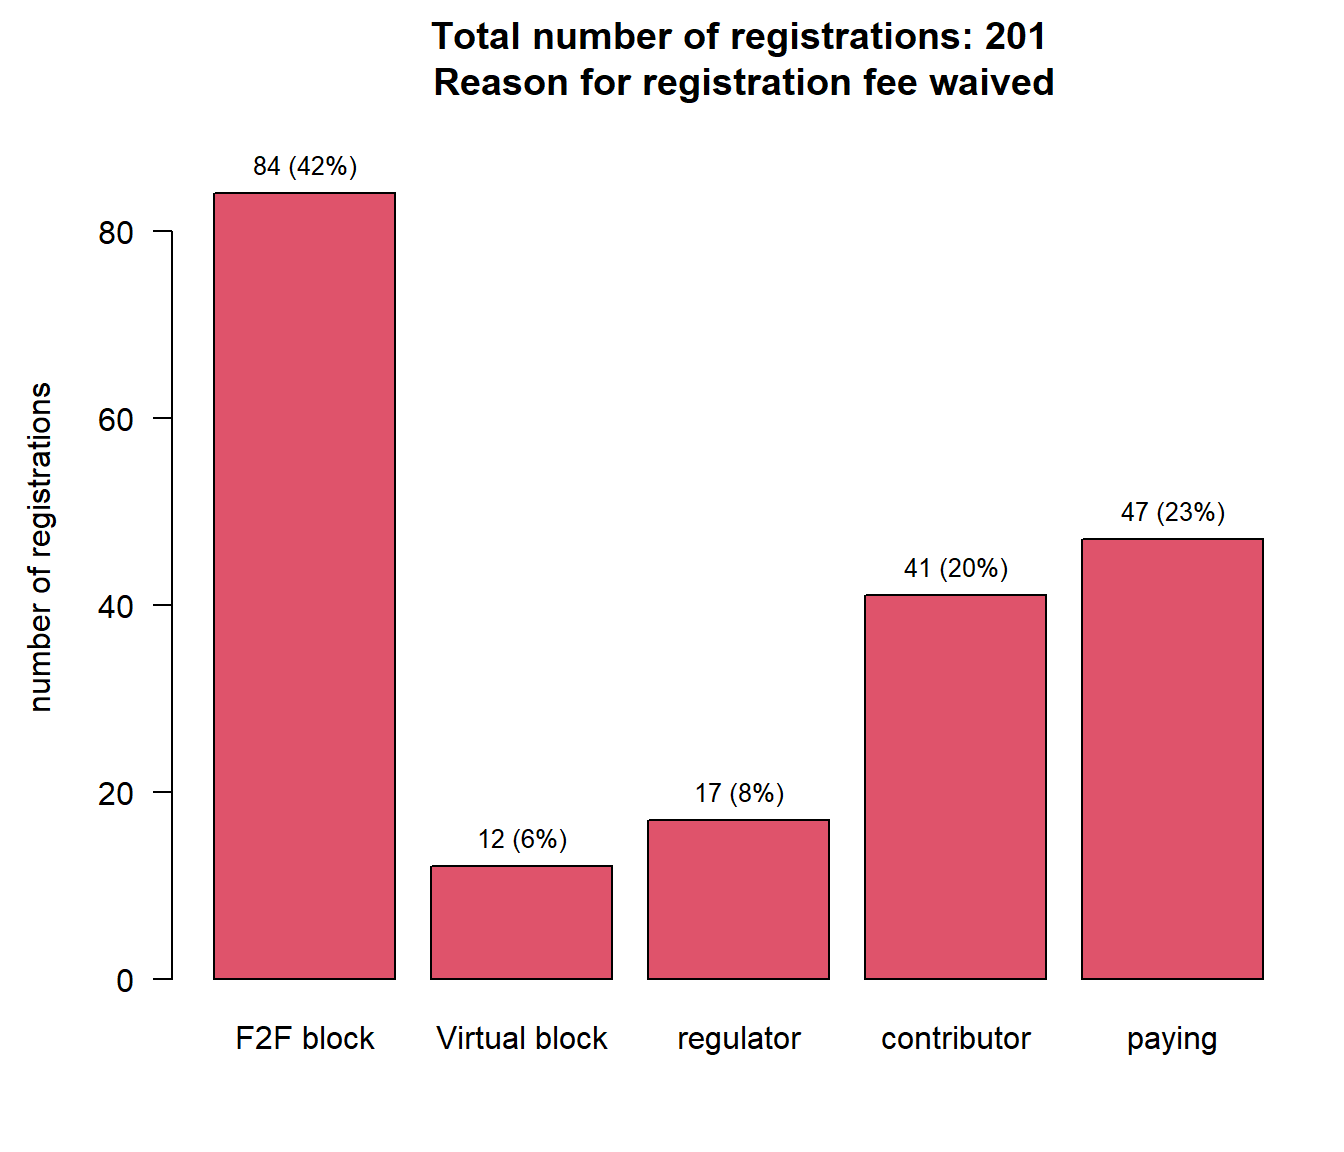 Total number of registrations: 201
Reason for registration fee waived
84 (42%)
12 (6%)
17 (8%)
41 (20%)
47 (23%)
number of registrations
80
60
40
20
0
F2F block
Virtual block
regulator
contributor
paying